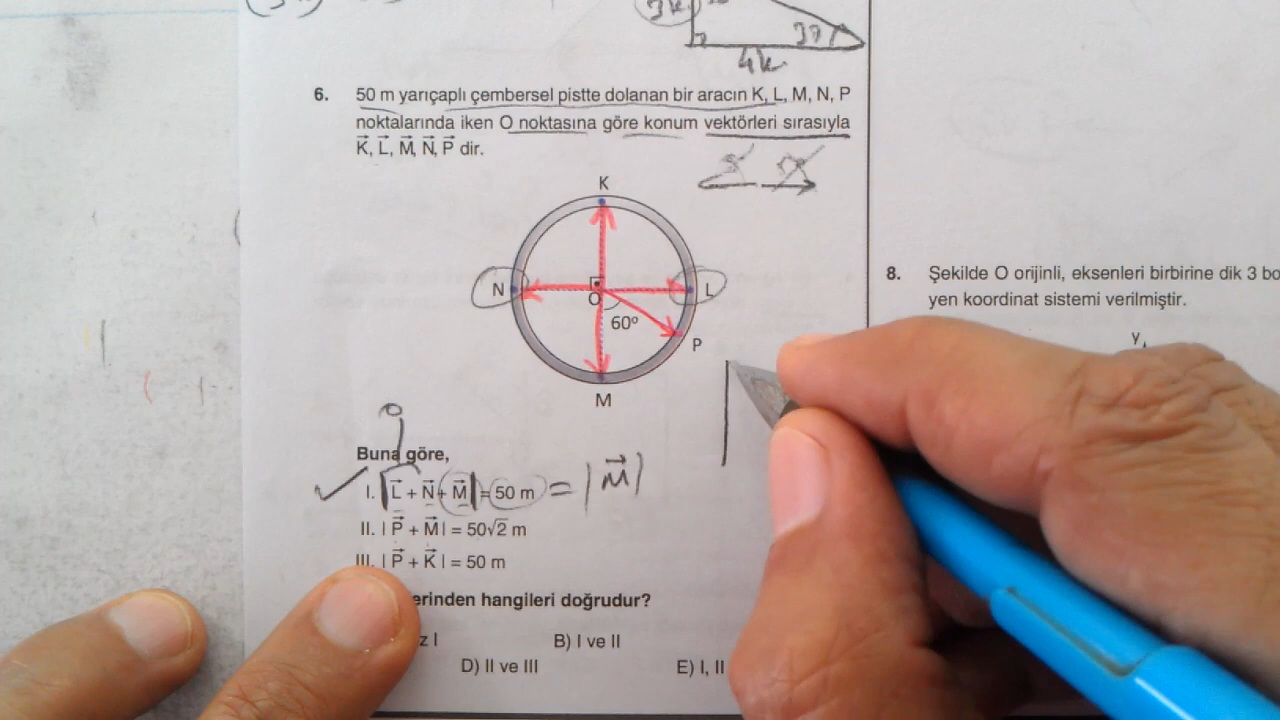 3k
37
4k
6. 50 m yarıçaplı çembersel pistte dolanan bir aracın K, L, M, N, P
noktalarında iken O noktasına göre konum vektörleri sırasıyla
K⃗, L⃗, M⃗, N⃗, P⃗ dir.
K
N
L
O
60°
P
M
Buna göre,
I. |L⃗ + N⃗ + M⃗| = 50 m = |M⃗|
II. | P⃗ + M⃗ | = 50√2 m
III. | P⃗ + K⃗ | = 50 m
erinden hangileri doğrudur?
z I
B) I ve II
D) II ve III
E) I, II
8. Şekilde O orijinli, eksenleri birbirine dik 3 bo
yen koordinat sistemi verilmiştir.
y